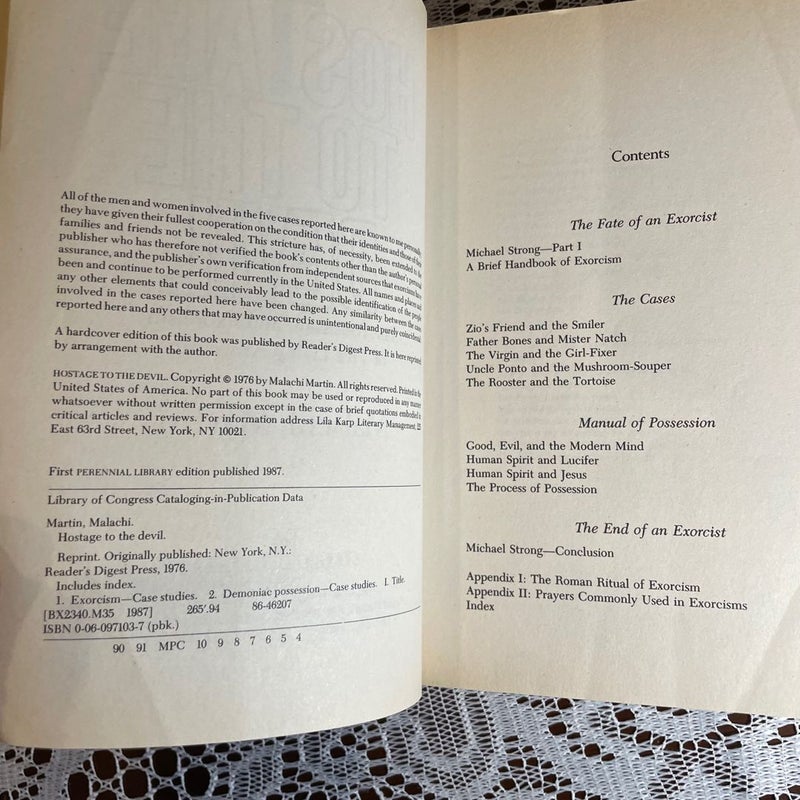 All of the men and women involved in the five cases reported here are known to me personally;
they have given their fullest cooperation on the condition that their identities and those of their
families and friends not be revealed. This stricture has, of necessity, been extended to the
publisher who has therefore not verified the book's contents other than the author's personal
assurance, and the publisher's own verification from independent sources that exorcisms have
been and continue to be performed currently in the United States. All names and places and
any other elements that could conceivably lead to the possible identification of the people
involved in the cases reported here have been changed. Any similarity between the cases
reported here and any others that may have occurred is unintentional and purely coincidental.
A hardcover edition of this book was published by Reader's Digest Press. It is here reprinted
by arrangement with the author.
HOSTAGE TO THE DEVIL. Copyright © 1976 by Malachi Martin. All rights reserved. Printed in the
United States of America. No part of this book may be used or reproduced in any manner
whatsoever without written permission except in the case of brief quotations embodied in
critical articles and reviews. For information address Lila Karp Literary Management,
East 63rd Street, New York, NY 10021.
First PERENNIAL LIBRARY edition published 1987.
Library of Congress Cataloging-in-Publication Data
Martin, Malachi.
Hostage to the devil.
Reprint. Originally published: New York, N.Y.:
Reader's Digest Press, 1976.
Includes index.
1. Exorcism—Case studies. 2. Demoniac possession—Case studies. I. Title.
[BX2340.M35 1987] 265'.94 86-46207
ISBN 0-06-097103-7 (pbk.)
90 91 MPC 10 9 8 7 6 5 4
Contents
The Fate of an Exorcist
Michael Strong—Part I
A Brief Handbook of Exorcism
The Cases
Zio's Friend and the Smiler
Father Bones and Mister Natch
The Virgin and the Girl-Fixer
Uncle Ponto and the Mushroom-Souper
The Rooster and the Tortoise
Manual of Possession
Good, Evil, and the Modern Mind
Human Spirit and Lucifer
Human Spirit and Jesus
The Process of Possession
The End of an Exorcist
Michael Strong—Conclusion
Appendix I: The Roman Ritual of Exorcism
Appendix II: Prayers Commonly Used in Exorcisms
Index